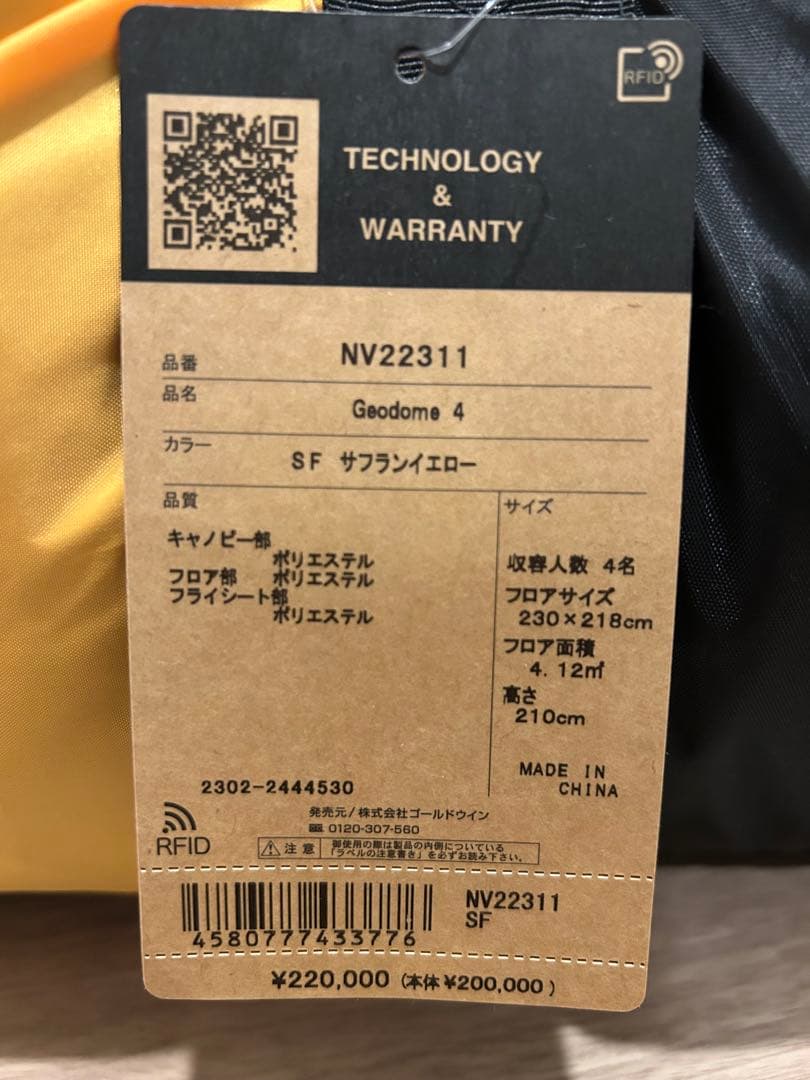 RFID
TECHNOLOGY
&
WARRANTY
品番 NV22311
品名 Geodome 4
カラー SF サフランイエロー
品質
キャノピー部
ポリエステル
フロア部 ポリエステル
フライシート部
ポリエステル
サイズ
収容人数 4名
フロアサイズ
230×218cm
フロア面積
4.12㎡
高さ
210cm
MADE IN
CHINA
2302-2444530
RFID
発売元/株式会社ゴールドウイン
0120-307-560
注意
御使用の際は製品の内側についている
「ラベルの注意書き」を必ずお読み下さい。
4580777433776
NV22311
SF
¥220,000 (本体¥200,000)